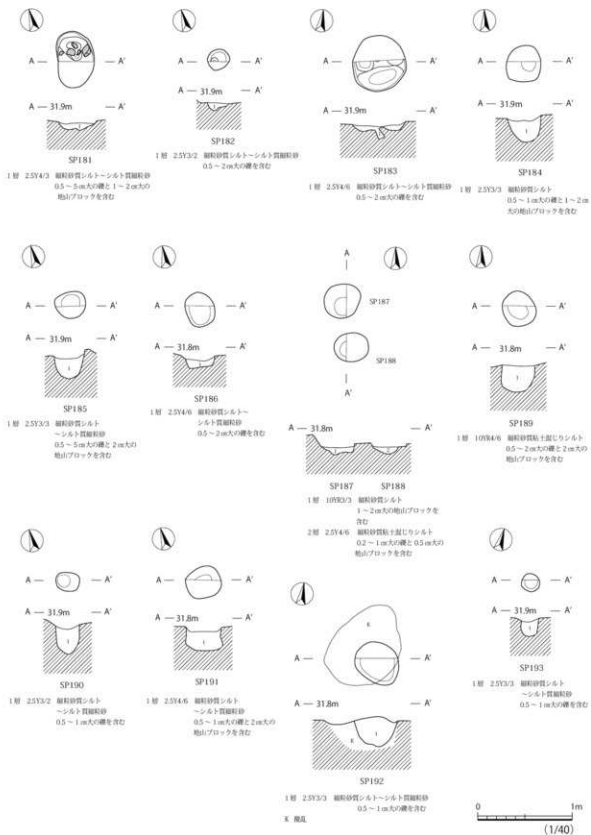 A — — A'
A — 31.9m — A'
SP181
1層 2.5Y4/3 細粒砂質シルト～シルト質細粒砂
0.5～5㎝大の礫と1～2㎝大の
地山ブロックを含む
A — — A'
A — 31.9m — A'
1
SP182
1層 2.5Y3/2 細粒砂質シルト～シルト質細粒砂
0.5～2㎝大の礫を含む
A — — A'
A — 31.9m — A'
SP183
1層 2.5Y4/6 細粒砂質シルト～シルト質細粒砂
0.5～2㎝大の礫を含む
A — — A'
A — 31.9m — A'
1
SP184
1層 2.5Y3/3 細粒砂質シルト
0.5～1㎝大の礫と1～2㎝
大の地山ブロックを含む
A — — A'
A — 31.9m — A'
1
SP185
1層 2.5Y3/3 細粒砂質シルト
～シルト質細粒砂
0.5～5㎝大の礫と2㎝大の
地山ブロックを含む
A — — A'
A — 31.8m — A'
1
SP186
1層 2.5Y4/6 細粒砂質シルト～
シルト質細粒砂
0.5～2㎝大の礫を含む
A
SP187
SP188
A'
A — 31.8m — A'
SP187 SP188
1層 10YR3/3 細粒砂質シルト
1～2㎝大の地山ブロックを
含む
2層 2.5Y4/6 細粒砂質粘土混じりシルト
0.2～1㎝大の礫と0.5㎝大の
地山ブロックを含む
A — — A'
A — 31.8m — A'
1
SP189
1層 10YR4/6 細粒砂質粘土混じりシルト
0.5～2㎝大の礫と2㎝大の
地山ブロックを含む
A — — A'
A — 31.9m — A'
1
SP190
1層 2.5Y3/2 細粒砂質シルト
～シルト質細粒砂
0.5～1㎝大の礫を含む
A — — A'
A — 31.8m — A'
1
SP191
1層 2.5Y4/6 細粒砂質シルト
～シルト質細粒砂
0.5～1㎝大の礫と2㎝大の
地山ブロックを含む
K
A — — A'
A — 31.8m — A'
K 1
SP192
1層 2.5Y3/3 細粒砂質シルト～シルト質細粒砂
0.5～1㎝大の礫を含む
K 撹乱
A — — A'
A — 31.9m — A'
1
SP193
1層 2.5Y3/3 細粒砂質シルト
～シルト質細粒砂
0.5～1㎝大の礫を含む
0 1m
(1/40)